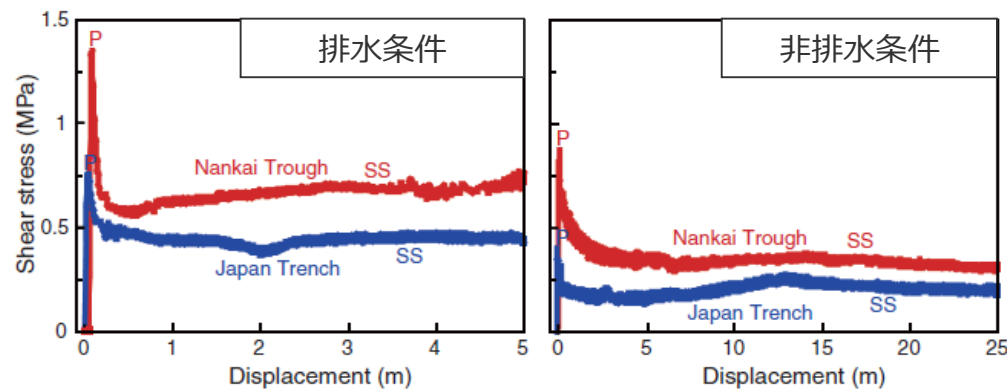 排水条件
1.5
1
0.5
0
Shear stress (MPa)
P
P
Nankai Trough
SS
Japan Trench
SS
0
1
2
3
4
5
Displacement (m)
非排水条件
P
P
Nankai Trough
SS
Japan Trench
SS
0
5
10
15
20
25
Displacement (m)